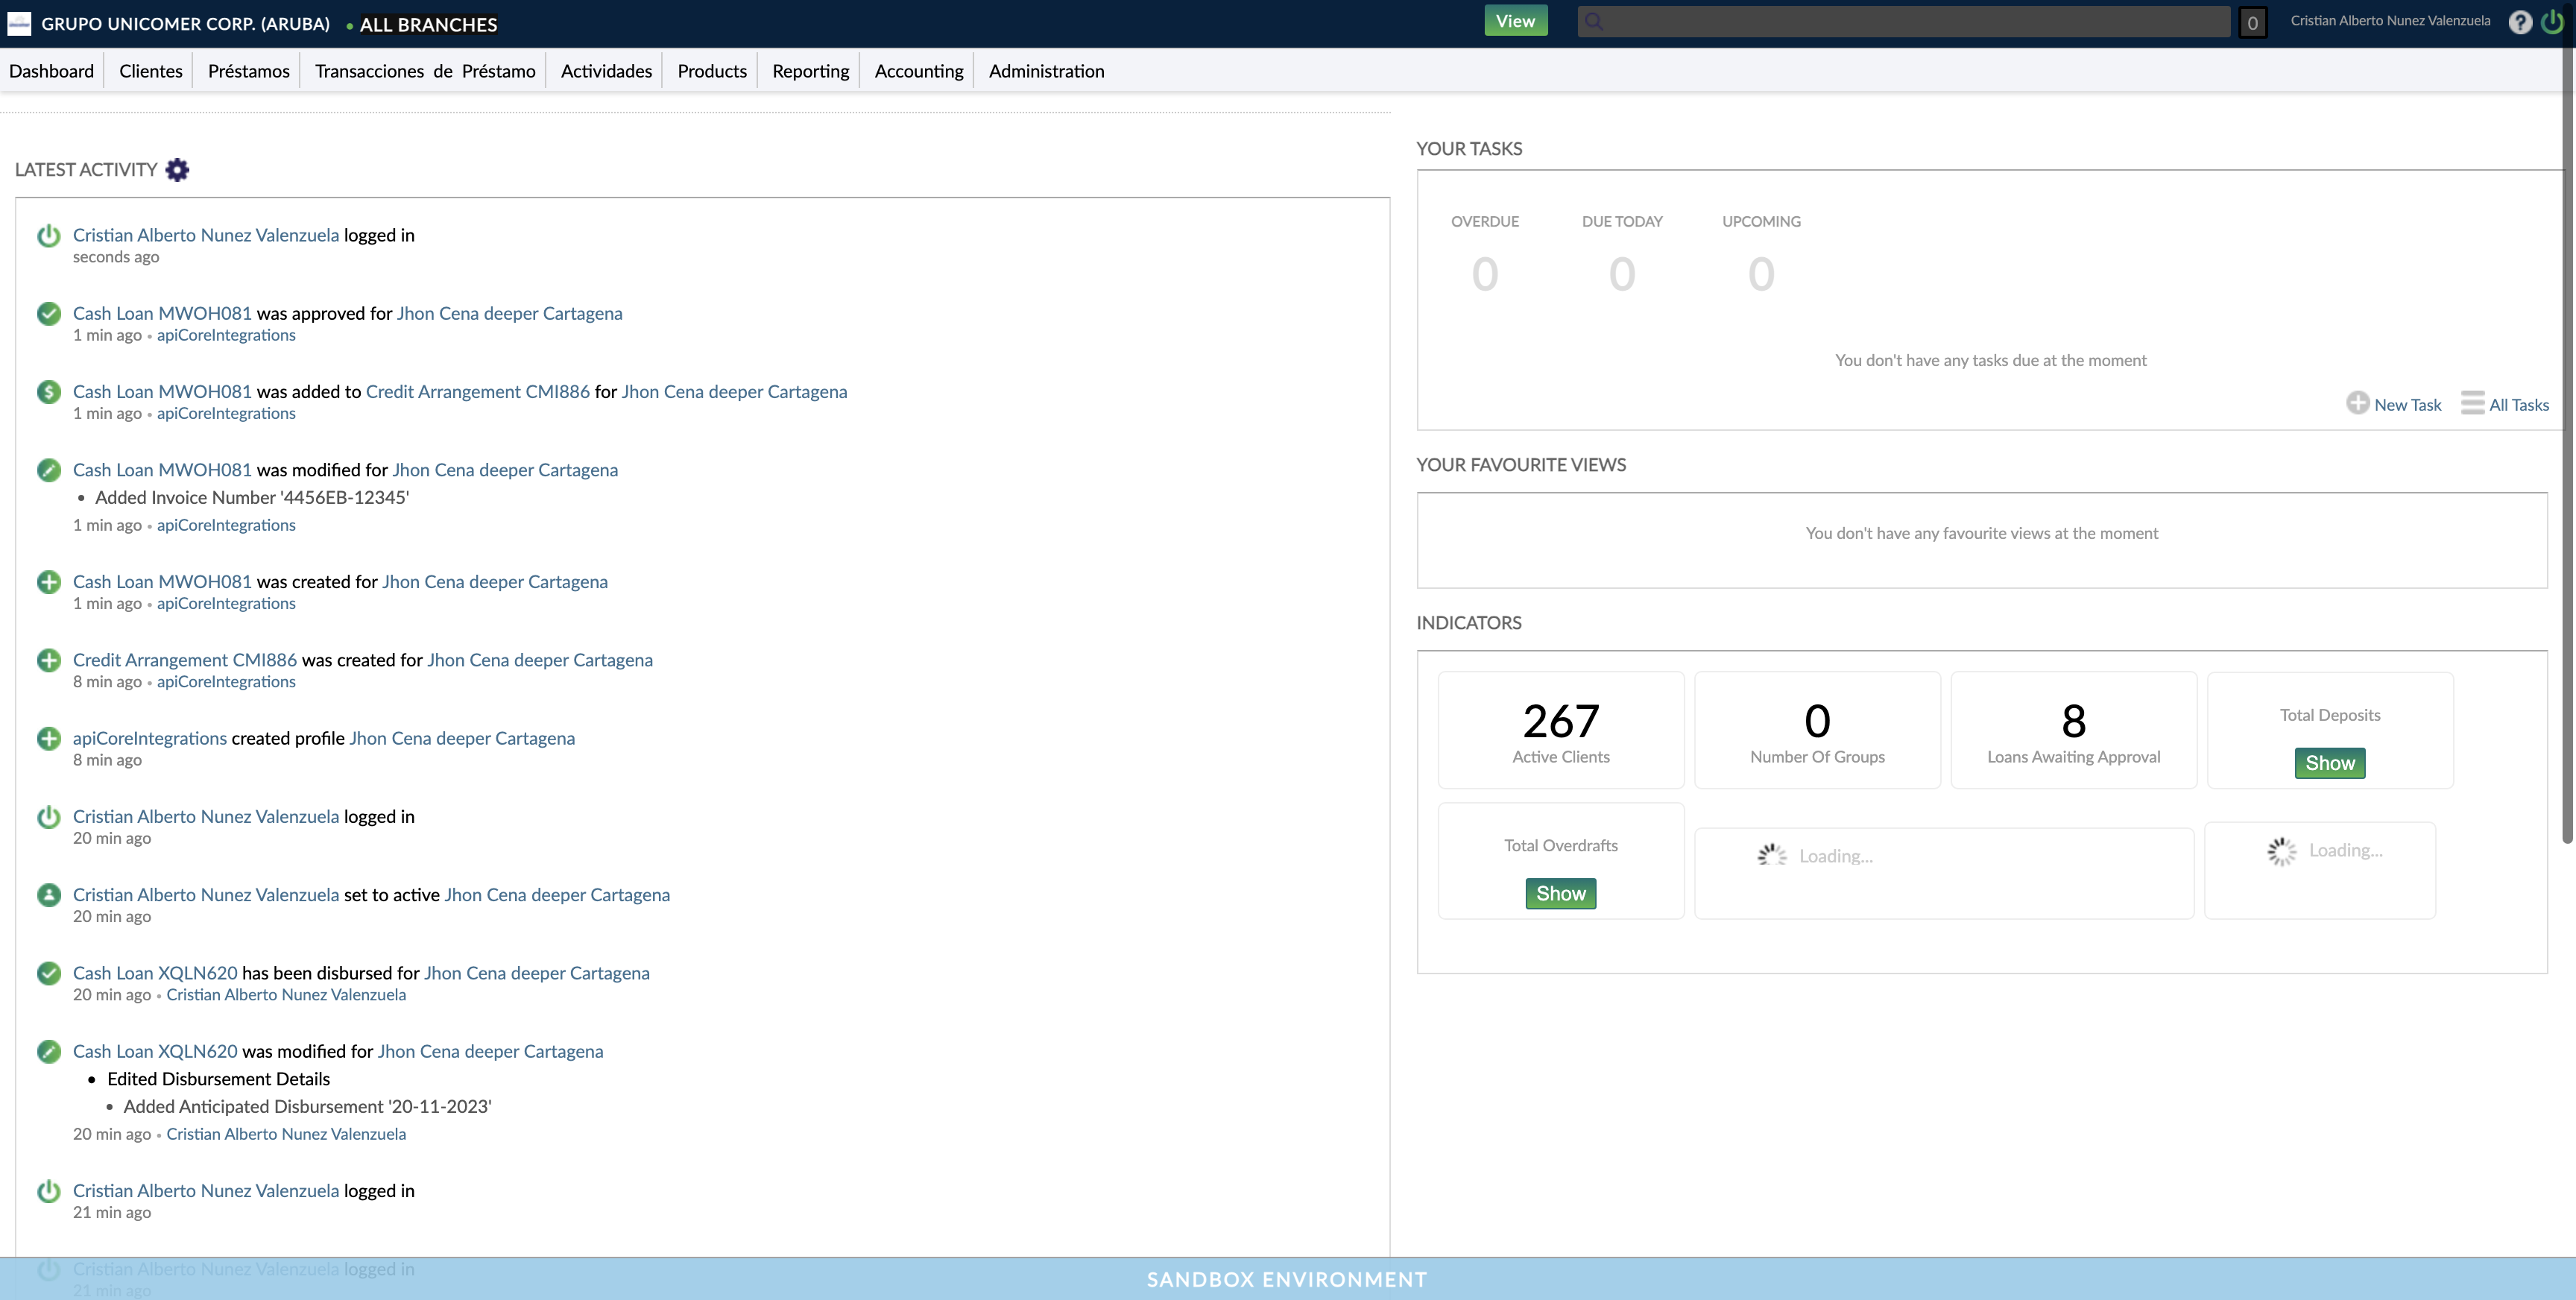 GRUPO UNICOMER CORP. (ARUBA) • ALL BRANCHES
View
0
Cristian Alberto Nunez Valenzuela
Dashboard
Clientes
Préstamos
Transacciones de Préstamo
Actividades
Products
Reporting
Accounting
Administration
LATEST ACTIVITY
Cristian Alberto Nunez Valenzuela logged in
seconds ago
Cash Loan MWOH081 was approved for Jhon Cena deeper Cartagena
1 min ago • apiCoreIntegrations
Cash Loan MWOH081 was added to Credit Arrangement CMI886 for Jhon Cena deeper Cartagena
1 min ago • apiCoreIntegrations
Cash Loan MWOH081 was modified for Jhon Cena deeper Cartagena
• Added Invoice Number '4456EB-12345'
1 min ago • apiCoreIntegrations
Cash Loan MWOH081 was created for Jhon Cena deeper Cartagena
1 min ago • apiCoreIntegrations
Credit Arrangement CMI886 was created for Jhon Cena deeper Cartagena
8 min ago • apiCoreIntegrations
apiCoreIntegrations created profile Jhon Cena deeper Cartagena
8 min ago
Cristian Alberto Nunez Valenzuela logged in
20 min ago
Cristian Alberto Nunez Valenzuela set to active Jhon Cena deeper Cartagena
20 min ago
Cash Loan XQLN620 has been disbursed for Jhon Cena deeper Cartagena
20 min ago • Cristian Alberto Nunez Valenzuela
Cash Loan XQLN620 was modified for Jhon Cena deeper Cartagena
• Edited Disbursement Details
• Added Anticipated Disbursement '20-11-2023'
20 min ago • Cristian Alberto Nunez Valenzuela
Cristian Alberto Nunez Valenzuela logged in
21 min ago
Cristian Alberto Nunez Valenzuela logged in
21 min ago
YOUR TASKS
OVERDUE
DUE TODAY
UPCOMING
0
0
0
You don't have any tasks due at the moment
New Task
All Tasks
YOUR FAVOURITE VIEWS
You don't have any favourite views at the moment
INDICATORS
267
Active Clients
0
Number Of Groups
8
Loans Awaiting Approval
Total Deposits
Show
Total Overdrafts
Show
Loading...
Loading...
SANDBOX ENVIRONMENT